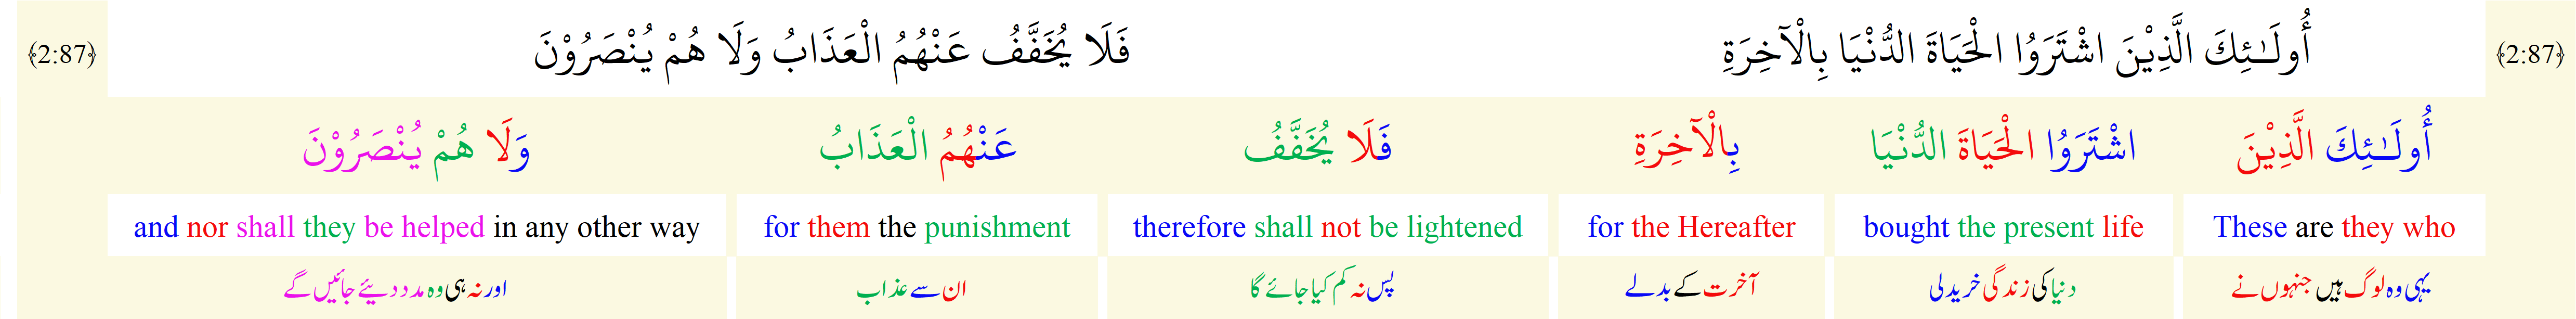 ﴿2:87﴾ أُولَـٰئِكَ الَّذِيْنَ اشْتَرَوُا الْحَيَاةَ الدُّنْيَا بِالْآخِرَةِ فَلَا يُخَفَّفُ عَنْهُمُ الْعَذَابُ وَلَا هُمْ يُنْصَرُوْنَ ﴿2:87﴾
أُولَـٰئِكَ الَّذِيْنَ اشْتَرَوُا الْحَيَاةَ الدُّنْيَا بِالْآخِرَةِ فَلَا يُخَفَّفُ عَنْهُمُ الْعَذَابُ وَلَا هُمْ يُنْصَرُوْنَ
These are they who bought the present life for the Hereafter therefore shall not be lightened for them the punishment and nor shall they be helped in any other way
یہی وہ لوگ ہیں جنہوں نے دنیا کی زندگی خرید لی آخرت کے بدلے پس نہ کم کیا جائے گا ان سے عذاب اور نہ ہی وہ مدد دیئے جائیں گے